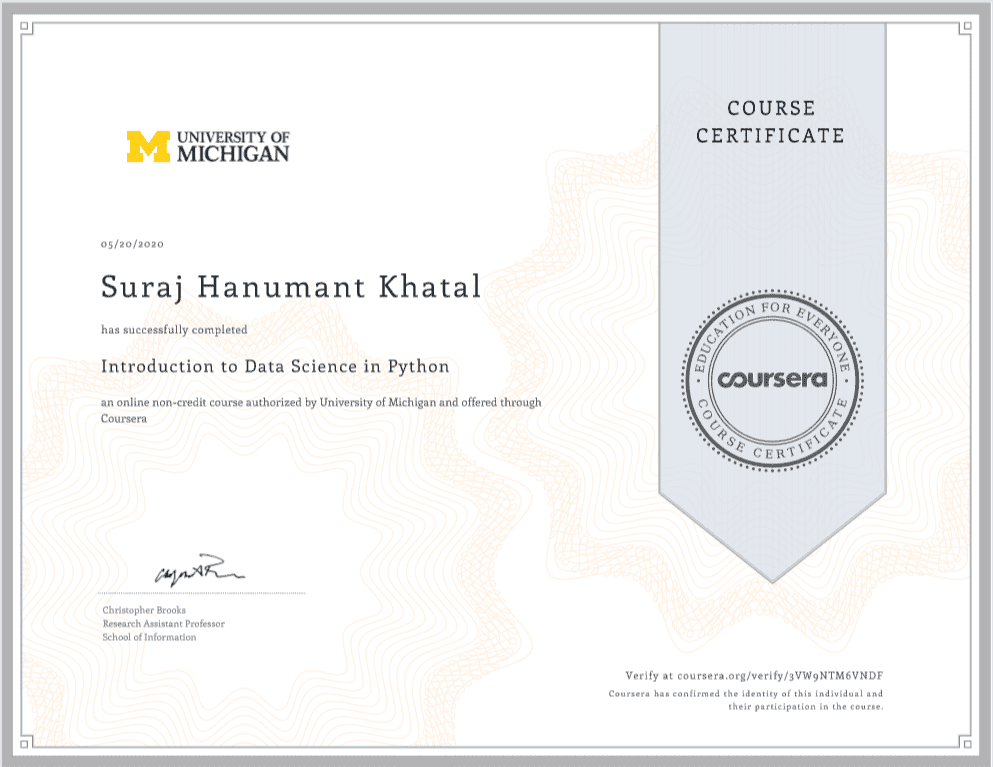 COURSE
CERTIFICATE
UNIVERSITY OF
MICHIGAN
05/20/2020
Suraj Hanumant Khatal
has successfully completed
Introduction to Data Science in Python
an online non-credit course authorized by University of Michigan and offered through
Coursera
EDUCATION FOR EVERYONE
coursera
COURSE CERTIFICATE
Christopher Brooks
Research Assistant Professor
School of Information
Verify at coursera.org/verify/3VW9NTM6VNDF
Coursera has confirmed the identity of this individual and
their participation in the course.